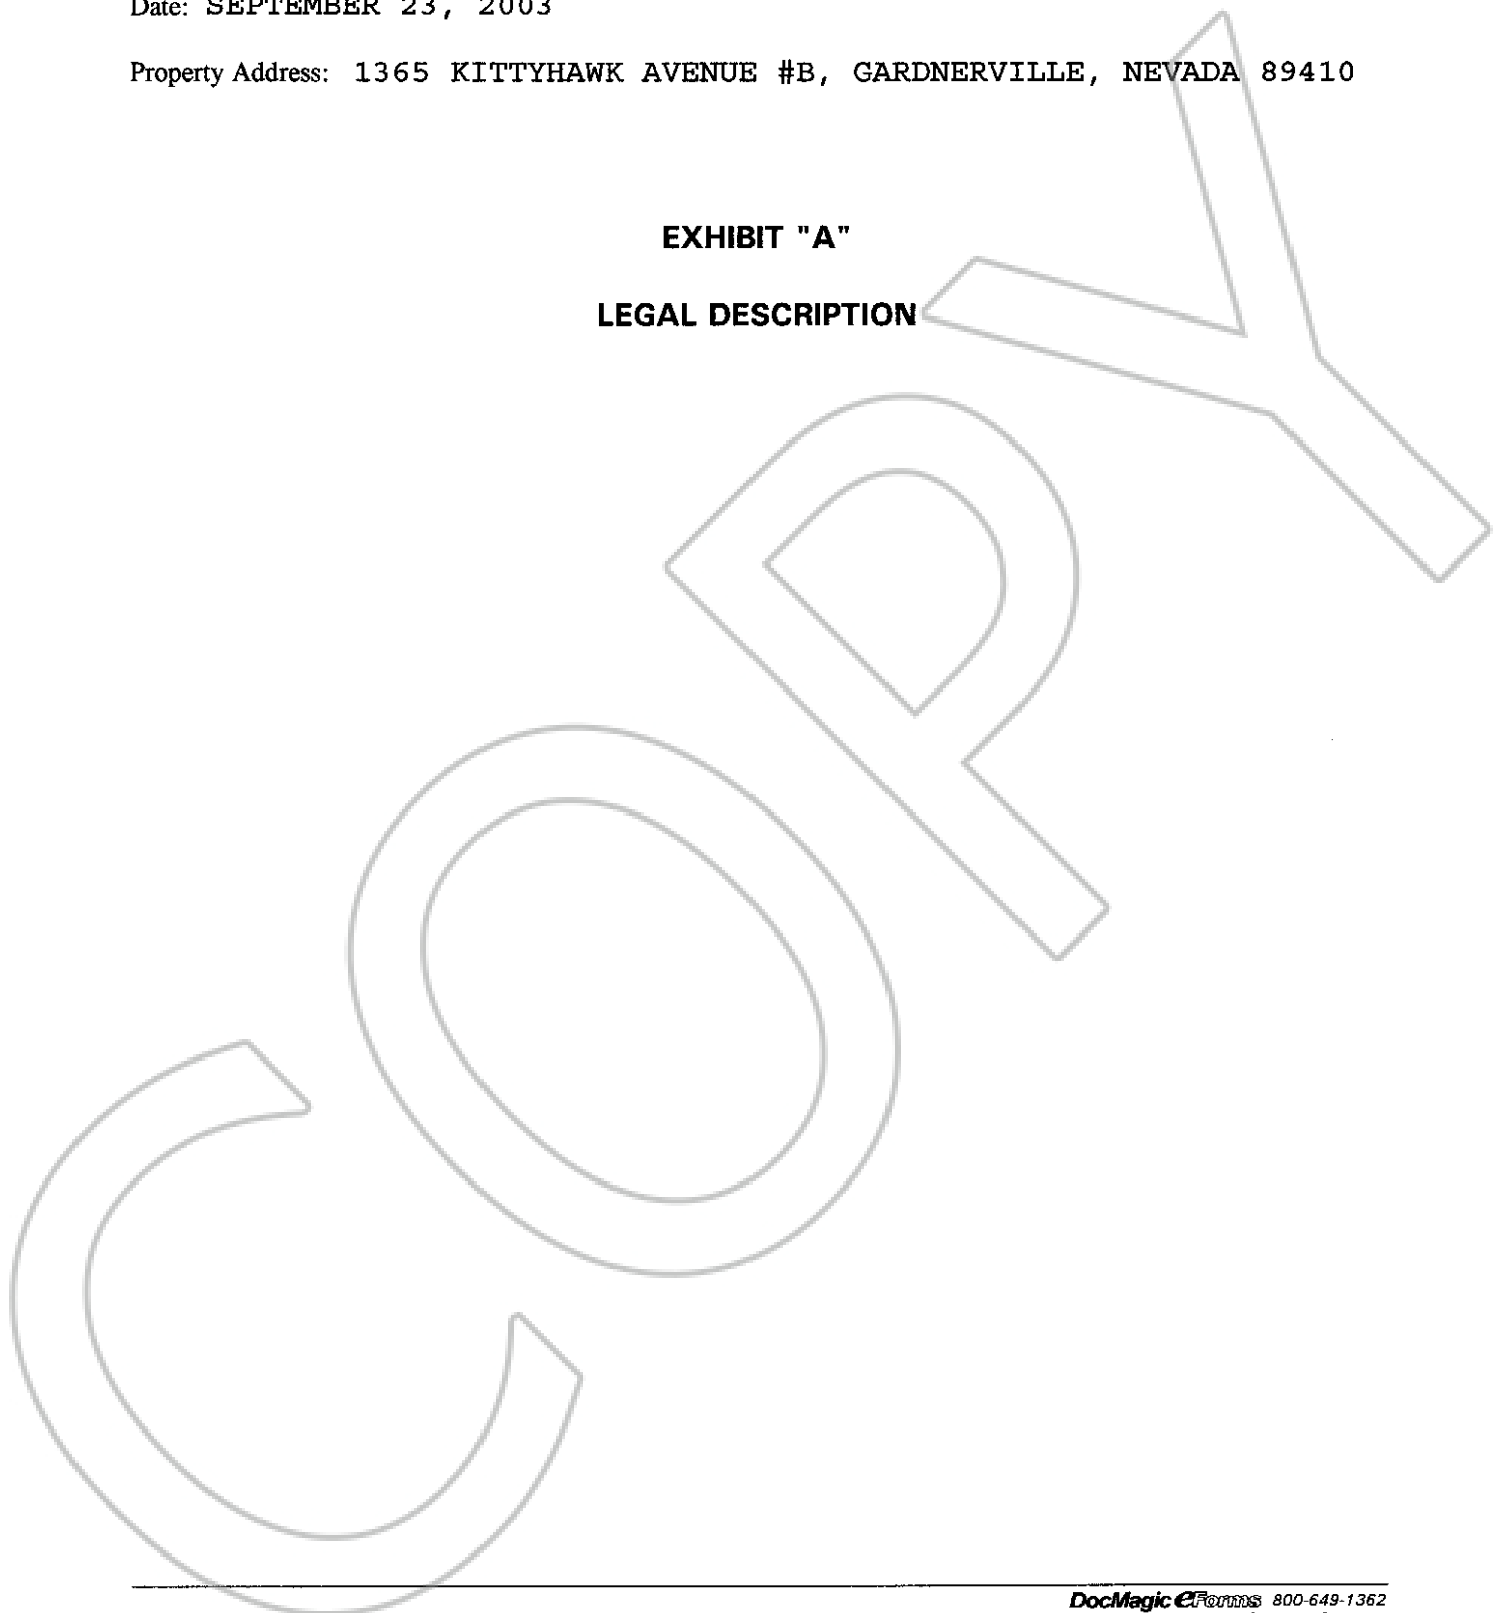 Date: SEPTEMBER 23, 2003
Property Address: 1365 KITTYHAWK AVENUE #B, GARDNERVILLE, NEVADA 89410
EXHIBIT "A"
LEGAL DESCRIPTION
COPY
DocMagic eForms 800-649-1362